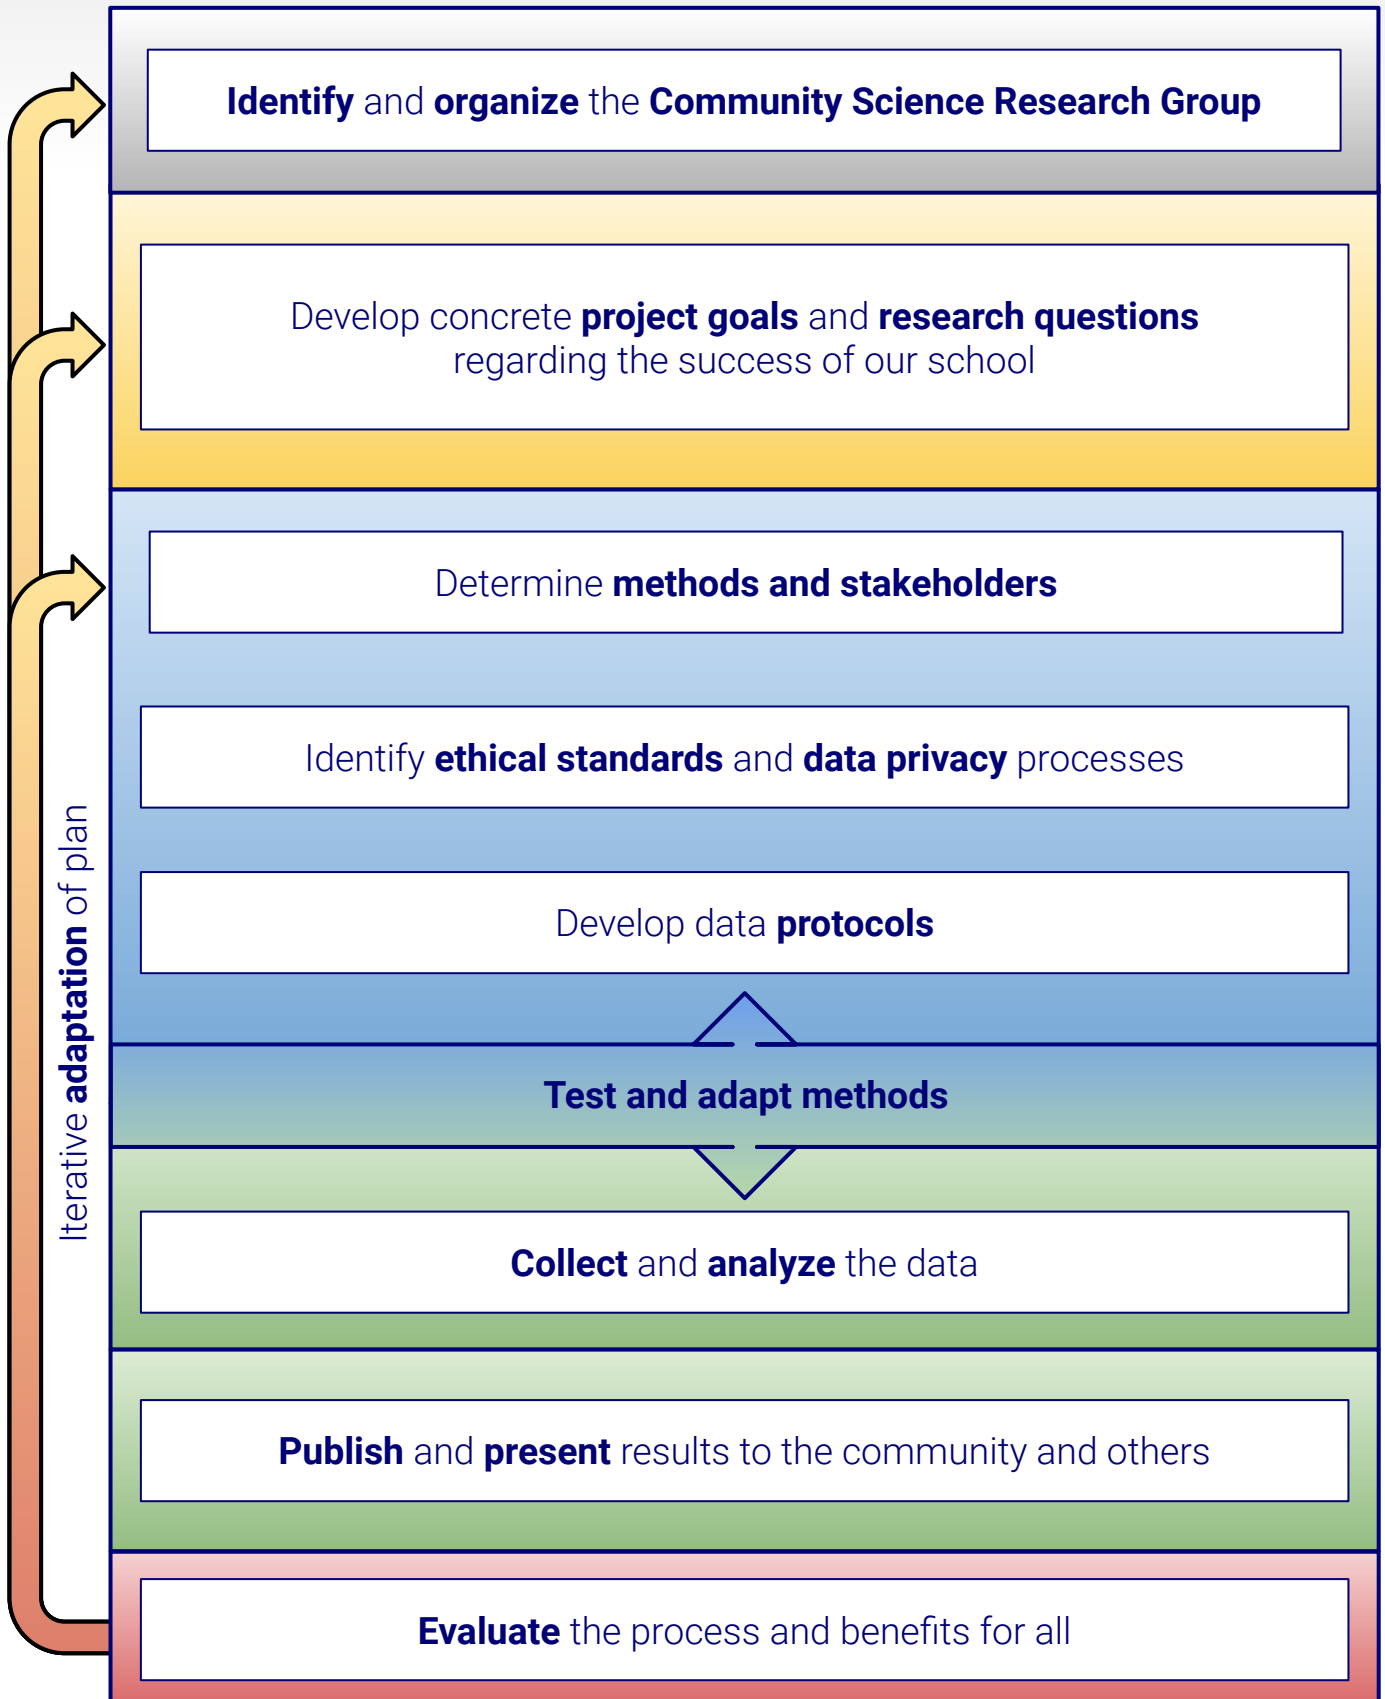 Identify and organize the Community Science Research Group
Develop concrete project goals and research questions
regarding the success of our school
Determine methods and stakeholders
Identify ethical standards and data privacy processes
Develop data protocols
Iterative adaptation of plan
Test and adapt methods
Collect and analyze the data
Publish and present results to the community and others
Evaluate the process and benefits for all